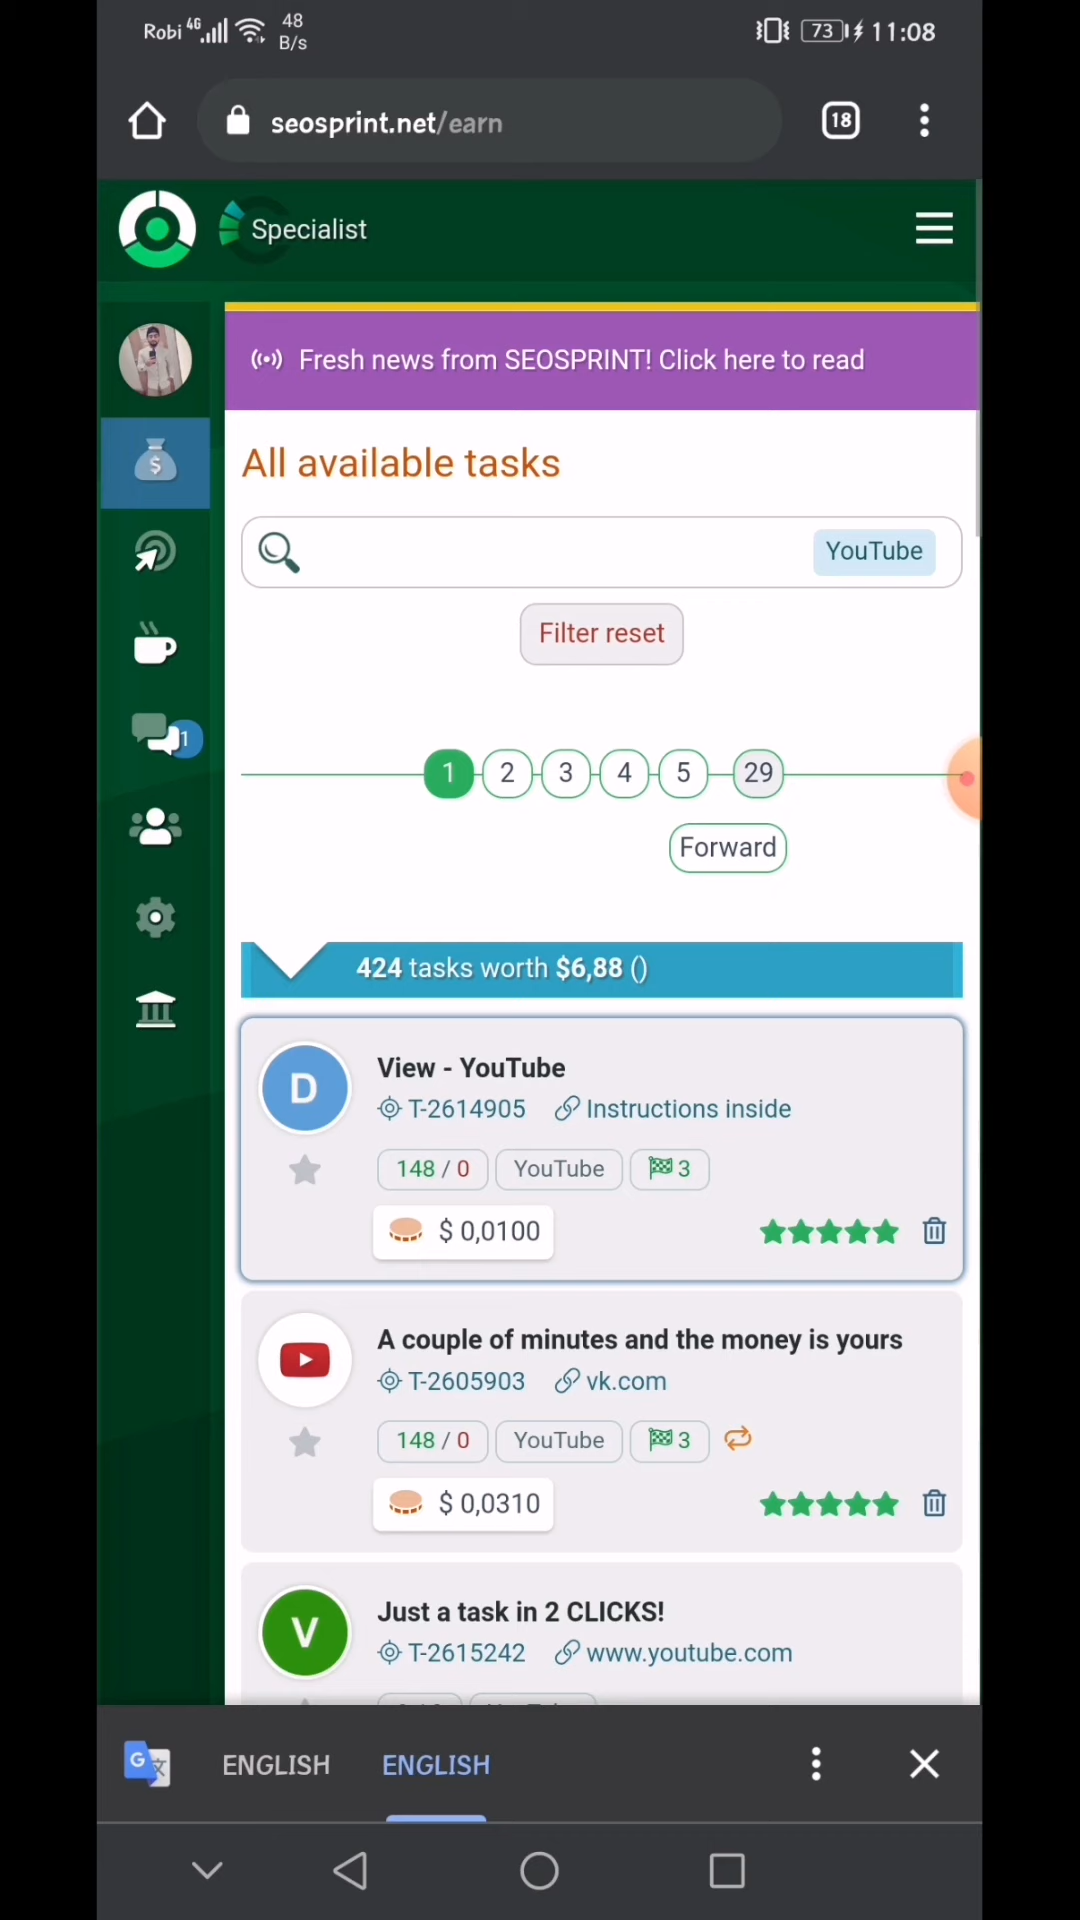 Robi 4G 48 B/s 73 11:08
seosprint.net/earn 18
Specialist
Fresh news from SEOSPRINT! Click here to read
All available tasks
YouTube
Filter reset
1 2 3 4 5 29
Forward
1
424 tasks worth $6,88 ()
D
View - YouTube
T-2614905 Instructions inside
148 / 0 YouTube 3
$ 0,0100
A couple of minutes and the money is yours
T-2605903 vk.com
148 / 0 YouTube 3
$ 0,0310
V
Just a task in 2 CLICKS!
T-2615242 www.youtube.com
G ENGLISH ENGLISH